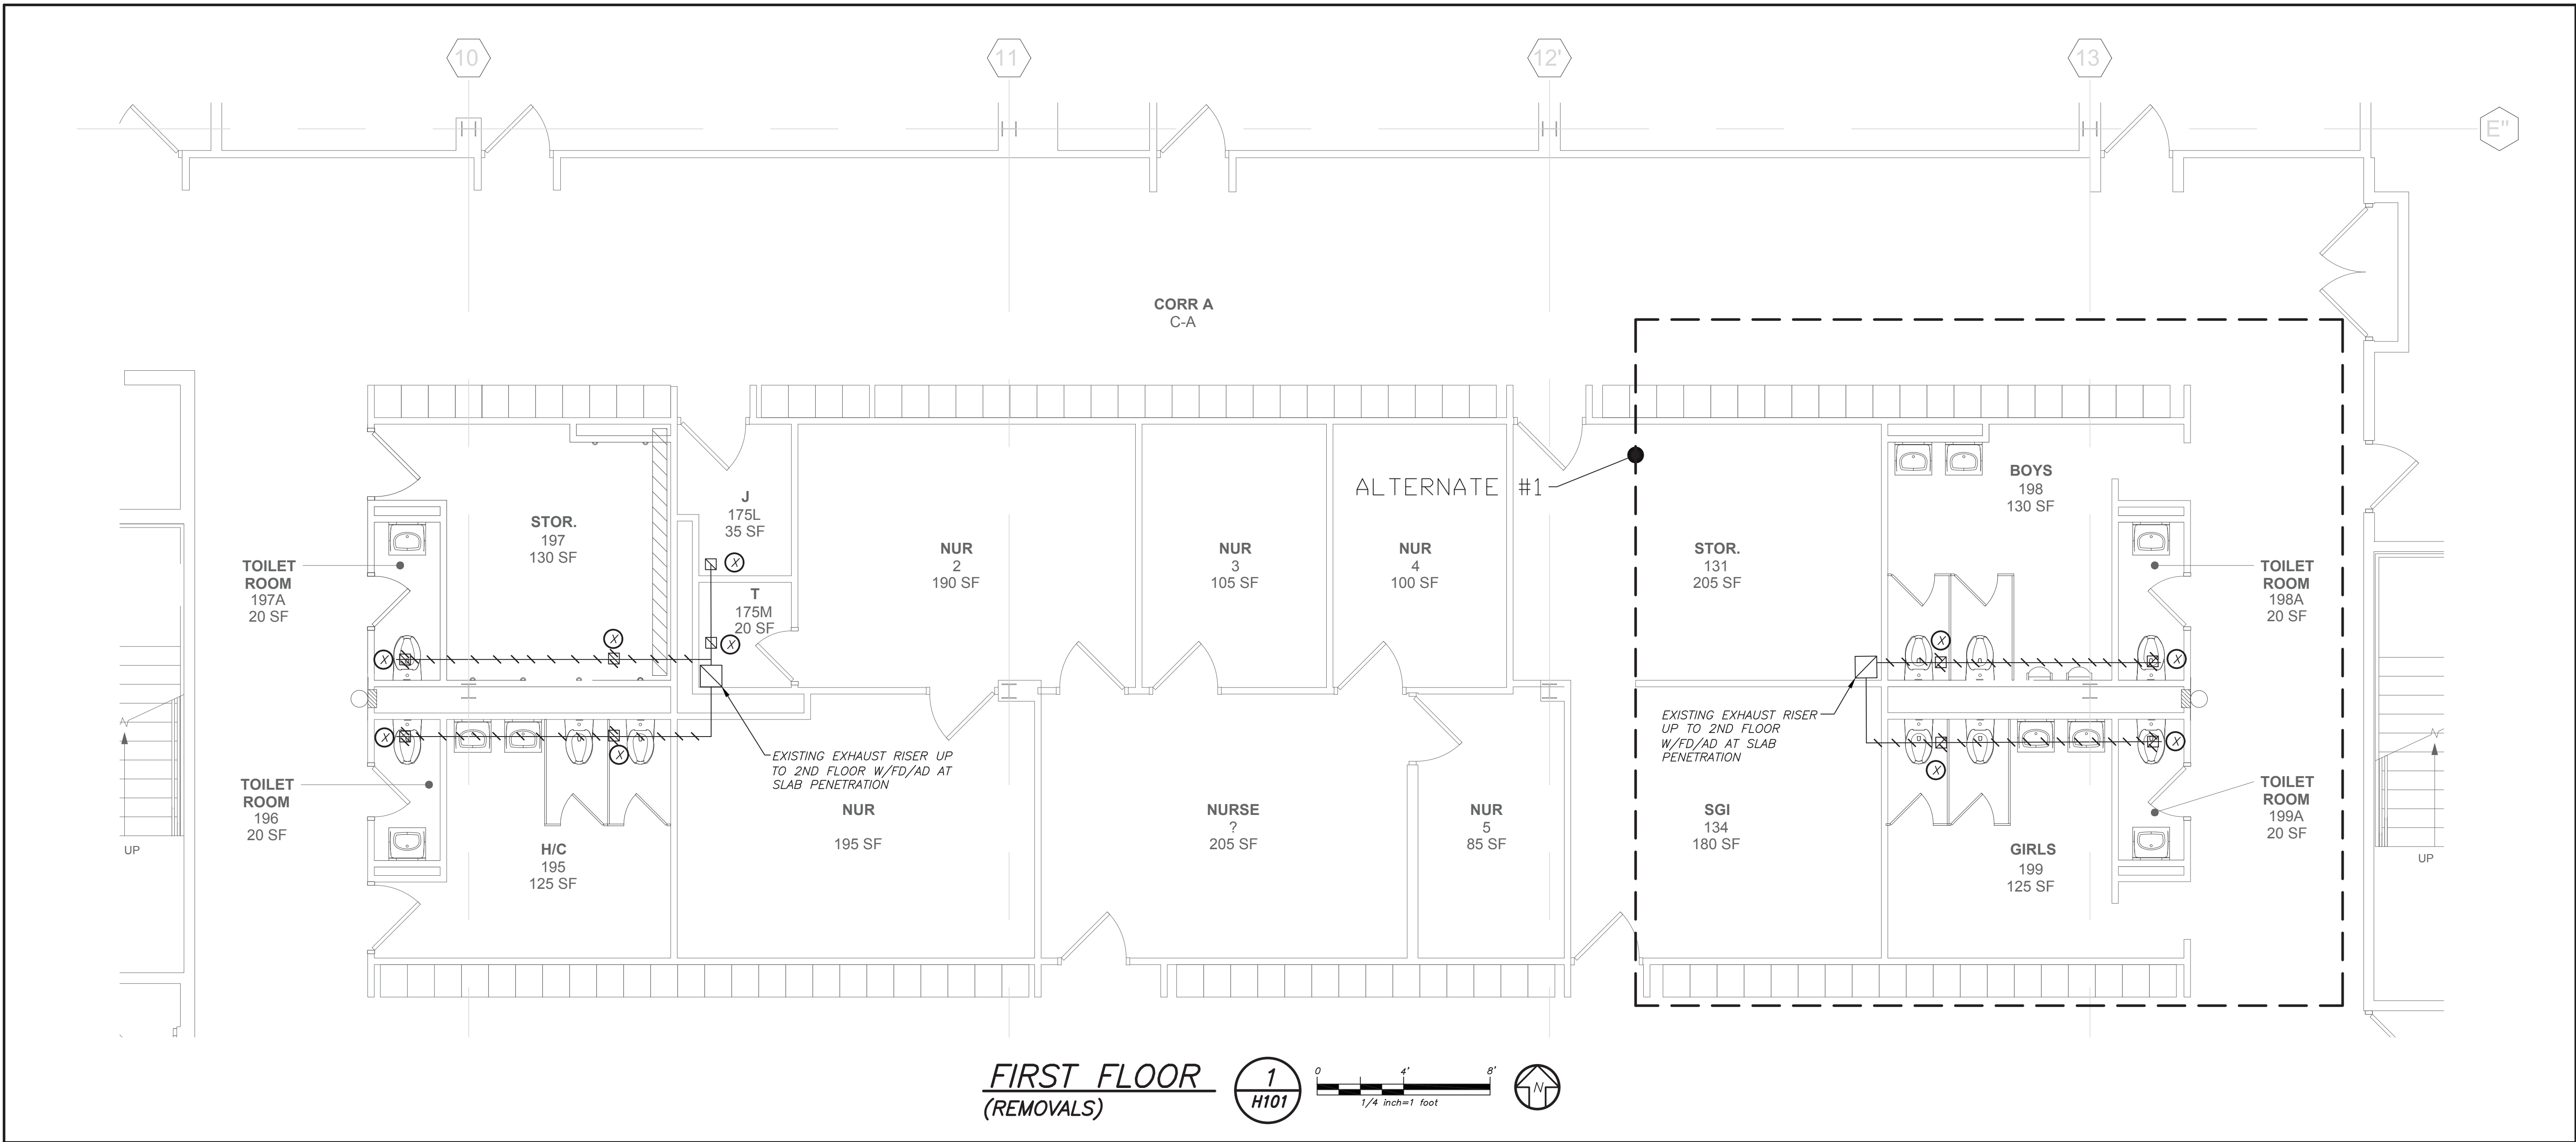 10
11
12'
13
E"
CORR A
C-A
ALTERNATE #1
BOYS
198
130 SF
J
175L
35 SF
STOR.
197
130 SF
NUR
2
190 SF
NUR
3
105 SF
NUR
4
100 SF
STOR.
131
205 SF
TOILET
ROOM
197A
20 SF
TOILET
ROOM
198A
20 SF
X
T
175M
20 SF
X
X
X
X
X
X
X
X
X
EXISTING EXHAUST RISER UP
TO 2ND FLOOR W/FD/AD AT
SLAB PENETRATION
EXISTING EXHAUST RISER
UP TO 2ND FLOOR
W/FD/AD AT SLAB
PENETRATION
X
TOILET
ROOM
196
20 SF
TOILET
ROOM
199A
20 SF
UP
H/C
195
125 SF
NUR
195 SF
NURSE
?
205 SF
NUR
5
85 SF
SGI
134
180 SF
GIRLS
199
125 SF
UP
FIRST FLOOR
(REMOVALS)
1
H101
0 4' 8'
1/4 inch=1 foot
N